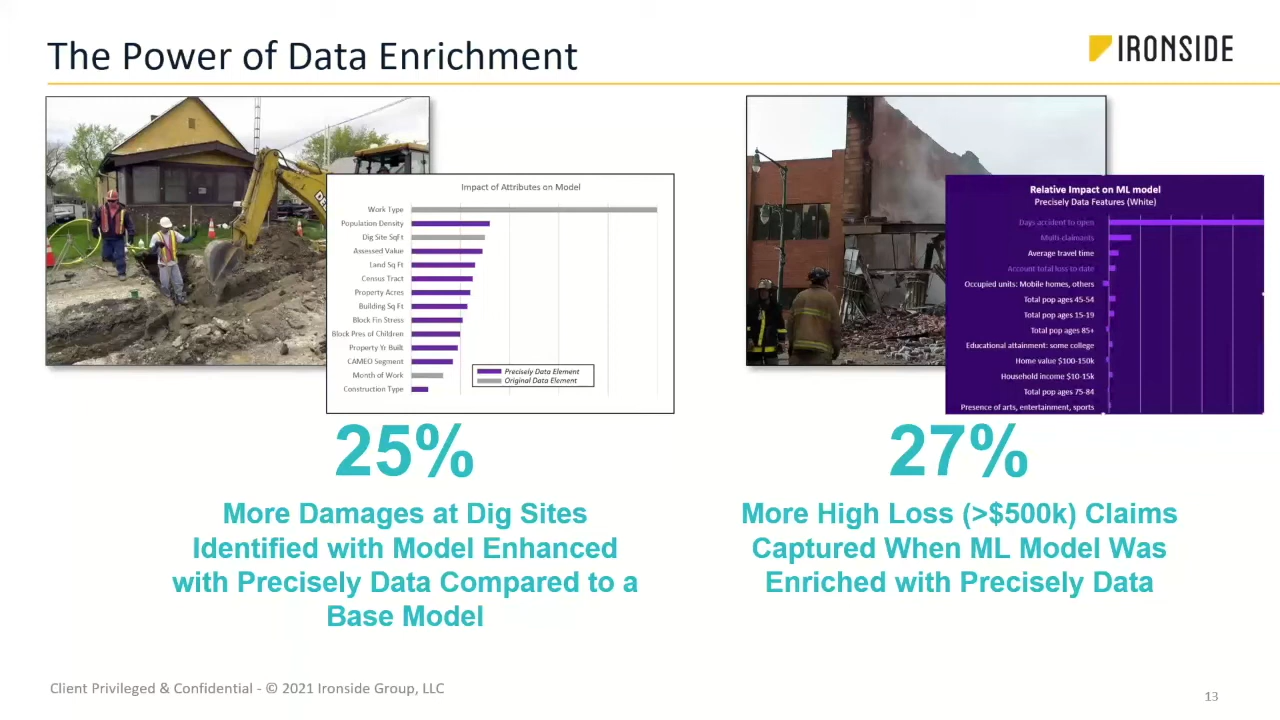 The Power of Data Enrichment
IRONSIDE
Impact of Attributes on Model
Work Type
Population Density
Dig Site SqFt
Assessed Value
Land Sq Ft
Census Tract
Property Acres
Building Sq Ft
Block Fin Stress
Block Pres of Children
Property Yr Built
CAMEO Segment
Month of Work
Construction Type
Precisely Data Element
Original Data Element
Relative Impact on ML model
Precisely Data Features (White)
Days accident to open
Multi claimants
Average travel time
Account total loss to date
Occupied units: Mobile homes, others
Total pop ages 45-54
Total pop ages 15-19
Total pop ages 85+
Educational attainment: some college
Home value $100-150k
Household income $10-15k
Total pop ages 75-84
Presence of arts, entertainment, sports
25%
More Damages at Dig Sites
Identified with Model Enhanced
with Precisely Data Compared to a
Base Model
27%
More High Loss (>$500k) Claims
Captured When ML Model Was
Enriched with Precisely Data
Client Privileged & Confidential - © 2021 Ironside Group, LLC
13